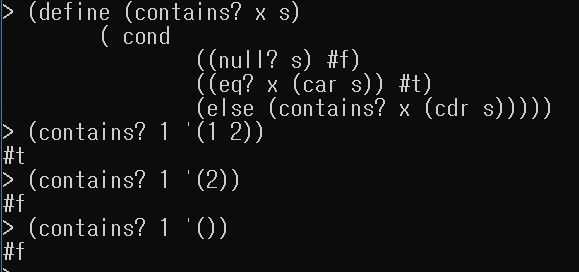 > (define (contains? x s)
( cond
((null? s) #f)
((eq? x (car s)) #t)
(else (contains? x (cdr s)))))
> (contains? 1 '(1 2))
#t
> (contains? 1 '(2))
#f
> (contains? 1 '())
#f